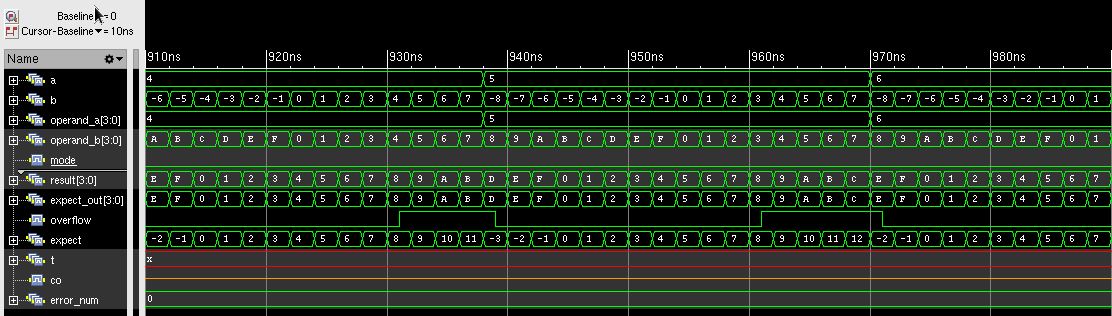 Baseline▼= 0
Cursor-Baseline▼= 10ns
910ns 920ns 930ns 940ns 950ns 960ns 970ns 980ns
Name
a 4 5 6
b -6 -5 -4 -3 -2 -1 0 1 2 3 4 5 6 7 -8 -7 -6 -5 -4 -3 -2 -1 0 1 2 3 4 5 6 7 -8 -7 -6 -5 -4 -3 -2 -1 0 1
operand_a[3:0] 4 5 6
operand_b[3:0] A B C D E F 0 1 2 3 4 5 6 7 8 9 A B C D E F 0 1 2 3 4 5 6 7 8 9 A B C D E F 0 1
mode
result[3:0] E F 0 1 2 3 4 5 6 7 8 9 A B D E F 0 1 2 3 4 5 6 7 8 9 A B C E F 0 1 2 3 4 5 6 7
expect_out[3:0] E F 0 1 2 3 4 5 6 7 8 9 A B D E F 0 1 2 3 4 5 6 7 8 9 A B C E F 0 1 2 3 4 5 6 7
overflow
expect -2 -1 0 1 2 3 4 5 6 7 8 9 10 11 -3 -2 -1 0 1 2 3 4 5 6 7 8 9 10 11 12 -2 -1 0 1 2 3 4 5 6 7
t x
co
error_num 0